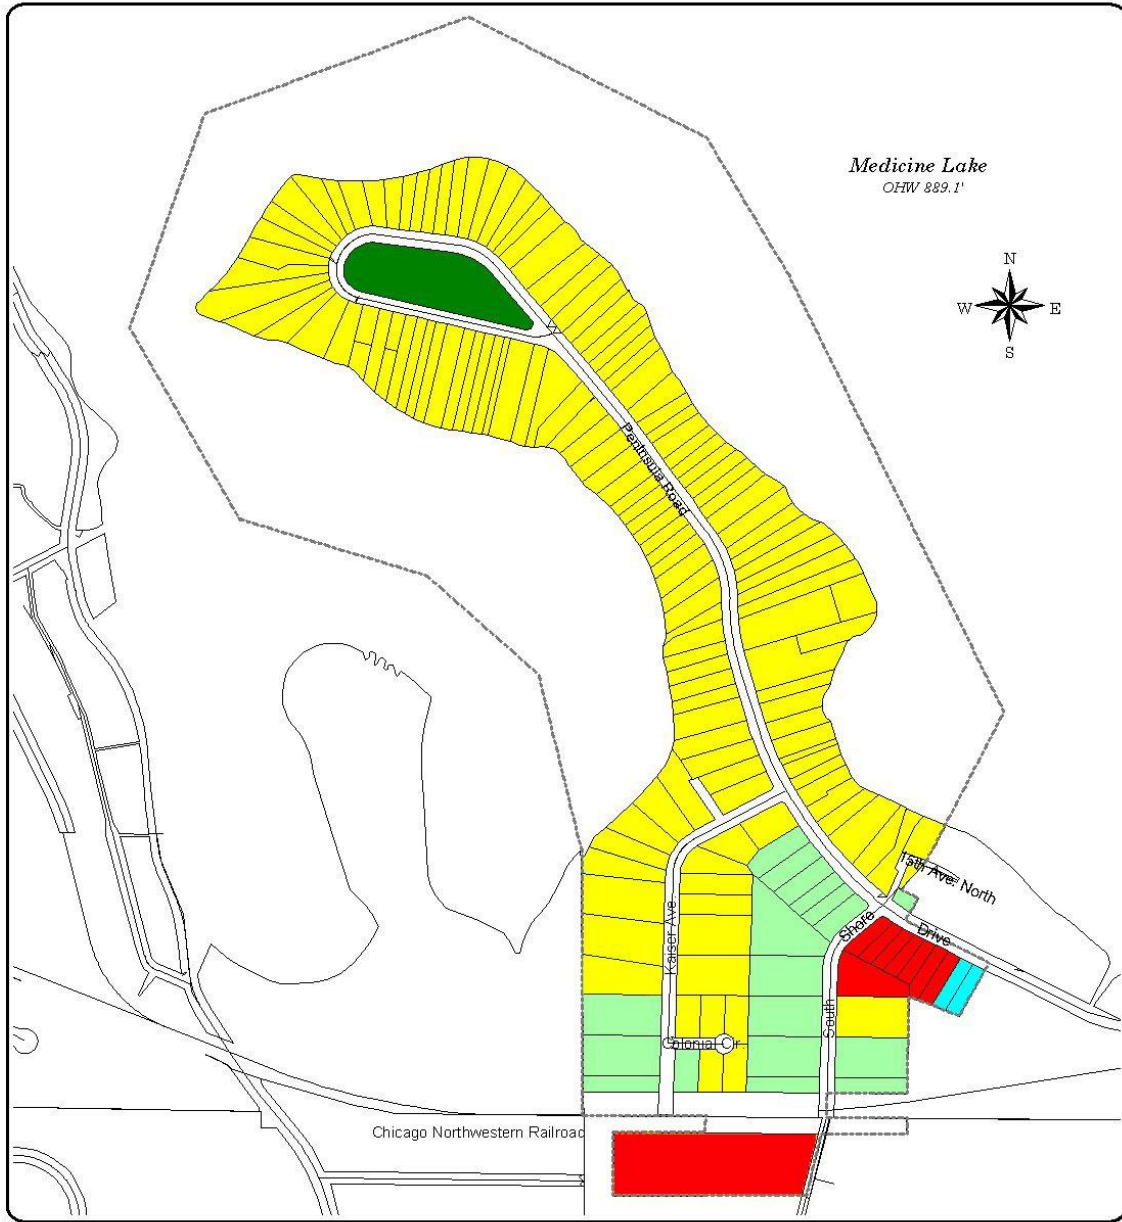 Medicine Lake
OHW 889.1'
N
W E
S
Peninsula Road
15th Ave. North
Shore
Drive
Kaiser Ave.
South
Colonial Cir.
Chicago Northwestern Railroad